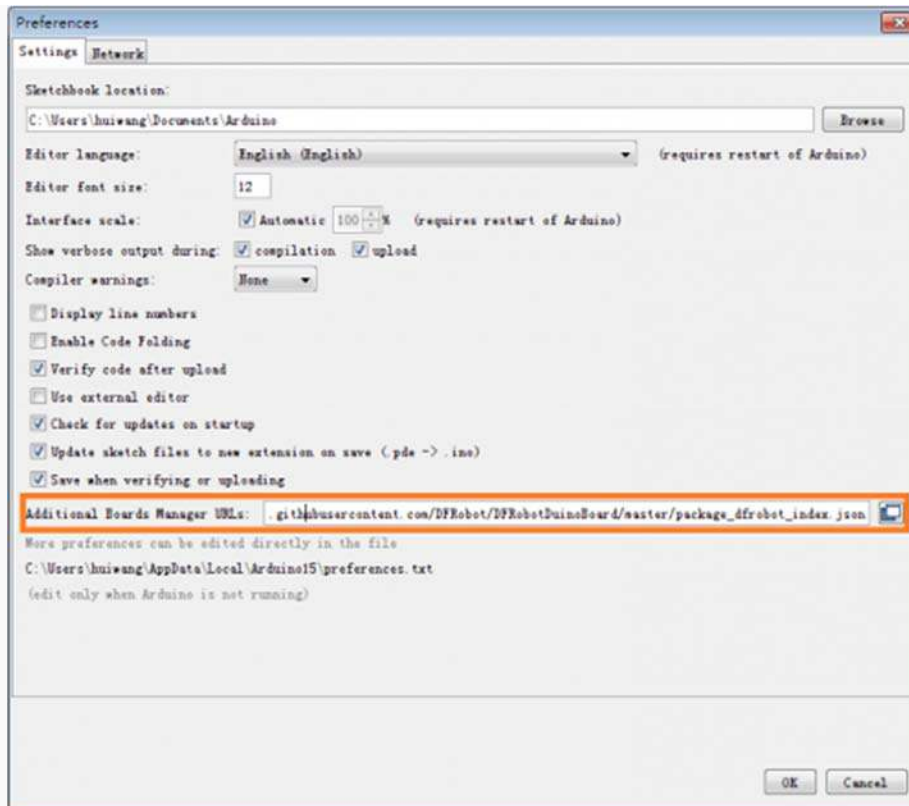 Preferences
Settings Network
Sketchbook location:
C:\Users\huiwang\Documents\Arduino Browse
Editor language: English (English) (requires restart of Arduino)
Editor font size: 12
Interface scale: Automatic 100 % (requires restart of Arduino)
Show verbose output during: compilation upload
Compiler warnings: None
Display line numbers
Enable Code Folding
Verify code after upload
Use external editor
Check for updates on startup
Update sketch files to new extension on save (.pde -> .ino)
Save when verifying or uploading
Additional Boards Manager URLs: .githubusercontent.com/DFRobot/DFRobotDuinoBoard/master/package_dfrobot_index.json
More preferences can be edited directly in the file
C:\Users\huiwang\AppData\Local\Arduino15\preferences.txt
(edit only when Arduino is not running)
OK Cancel